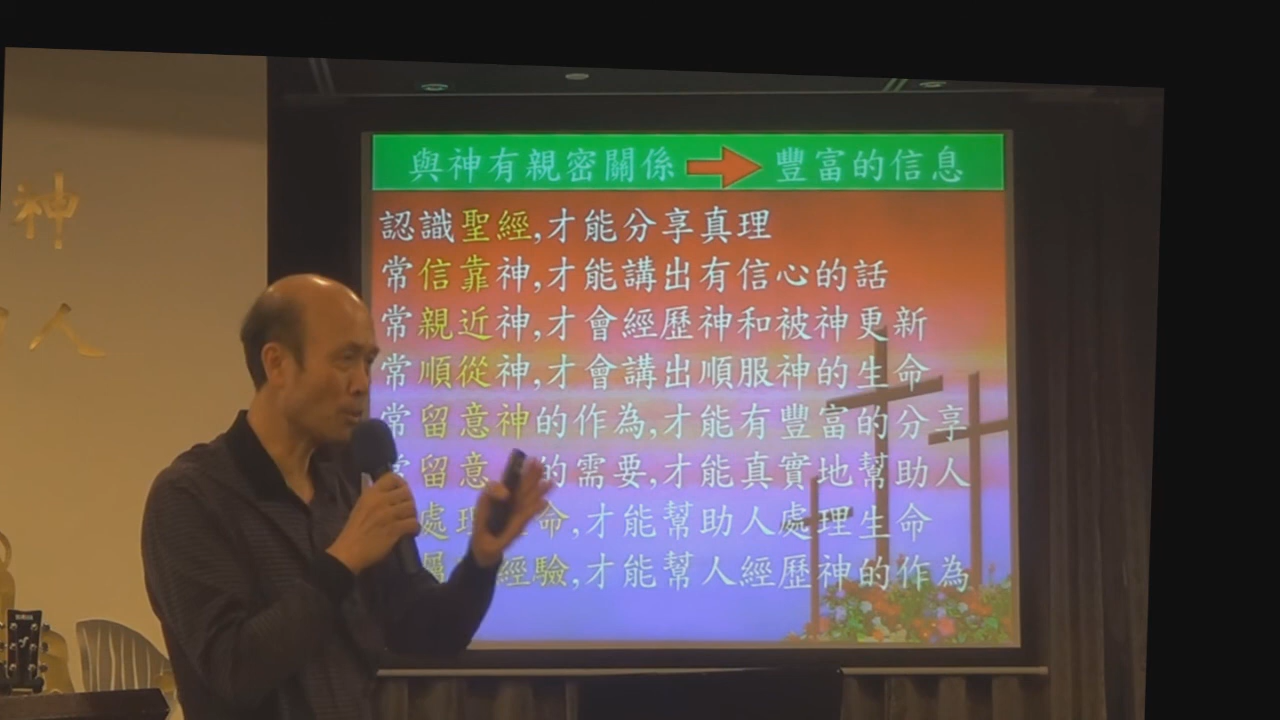 與神有親密關係 豐富的信息
認識聖經,才能分享真理
常信靠神,才能講出有信心的話
常親近神,才會經歷神和被神更新
常順從神,才會講出順服神的生命
常留意神的作為,才能有豐富的分享
常留意 的需要,才能真實地幫助人
處理 命,才能幫助人處理生命
屬 經驗,才能幫人經歷神的作為
神
人